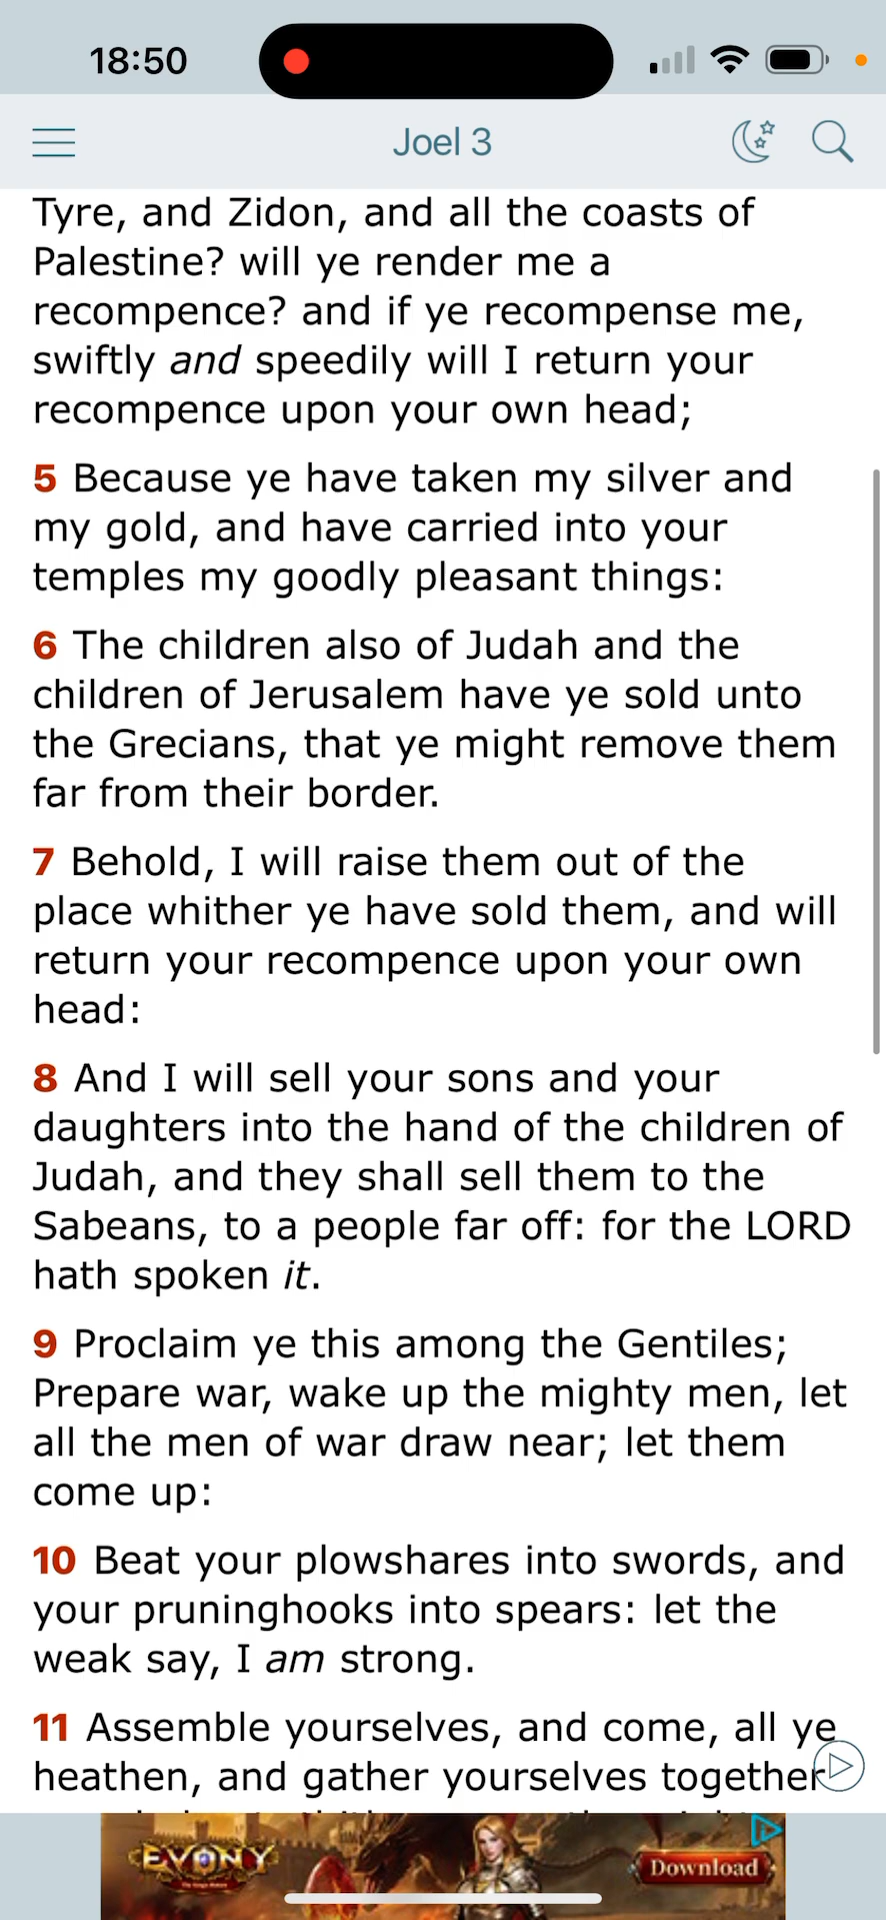 18:50
Joel 3
Tyre, and Zidon, and all the coasts of
Palestine? will ye render me a
recompence? and if ye recompense me,
swiftly and speedily will I return your
recompence upon your own head;
5 Because ye have taken my silver and
my gold, and have carried into your
temples my goodly pleasant things:
6 The children also of Judah and the
children of Jerusalem have ye sold unto
the Grecians, that ye might remove them
far from their border.
7 Behold, I will raise them out of the
place whither ye have sold them, and will
return your recompence upon your own
head:
8 And I will sell your sons and your
daughters into the hand of the children of
Judah, and they shall sell them to the
Sabeans, to a people far off: for the LORD
hath spoken it.
9 Proclaim ye this among the Gentiles;
Prepare war, wake up the mighty men, let
all the men of war draw near; let them
come up:
10 Beat your plowshares into swords, and
your pruninghooks into spears: let the
weak say, I am strong.
11 Assemble yourselves, and come, all ye
heathen, and gather yourselves together
EVONY
Download